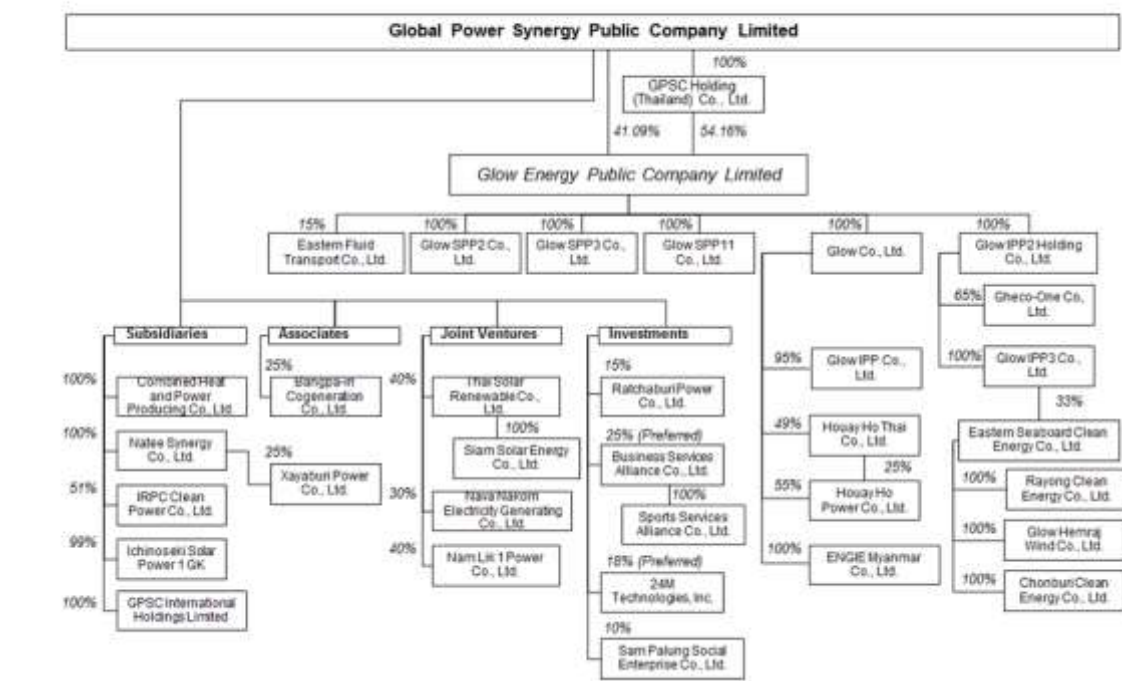 Global Power Synergy Public Company Limited
100%
GPSC Holding
(Thailand) Co., Ltd.
41.09%
54.16%
Glow Energy Public Company Limited
15%
Eastern Fluid
Transport Co., Ltd.
100%
Glow SPP2 Co.,
Ltd.
100%
Glow SPP3 Co.,
Ltd.
100%
Glow SPP11
Co., Ltd.
100%
Glow Co., Ltd.
100%
Glow IPP2 Holding
Co., Ltd.
65%
Gheco-One Co,
Ltd.
95%
Glow IPP Co.,
Ltd.
100%
Glow IPP3 Co.,
Ltd.
33%
49%
Houay Ho Thai
Co., Ltd.
25%
55%
Houay Ho
Power Co., Ltd.
100%
ENGIE Myanmar
Co., Ltd.
Eastern Seaboard Clean
Energy Co., Ltd.
100%
Rayong Clean
Energy Co., Ltd.
100%
Glow Hemraj
Wind Co., Ltd.
100%
Chonburi Clean
Energy Co., Ltd.
Subsidiaries
100%
Combined Heat
and Power
Producing Co., Ltd.
100%
Natee Synergy
Co., Ltd.
51%
IRPC Clean
Power Co., Ltd.
99%
Ichinoseki Solar
Power 1 GK
100%
GPSC International
Holdings Limited
Associates
25%
Bangpa-in
Cogeneration
Co., Ltd.
25%
Xayaburi Power
Co., Ltd.
Joint Ventures
40%
Thai Solar
Renewable Co.,
Ltd.
100%
Siam Solar Energy
Co., Ltd.
30%
Nava Nakorn
Electricity Generating
Co., Ltd.
40%
Nam Lik 1 Power
Co., Ltd.
Investments
15%
Ratchaburi Power
Co., Ltd.
25% (Preferred)
Business Services
Alliance Co., Ltd.
100%
Sports Services
Alliance Co., Ltd.
18% (Preferred)
24M
Technologies, Inc.
10%
Sarn Palung Social
Enterprise Co., Ltd.